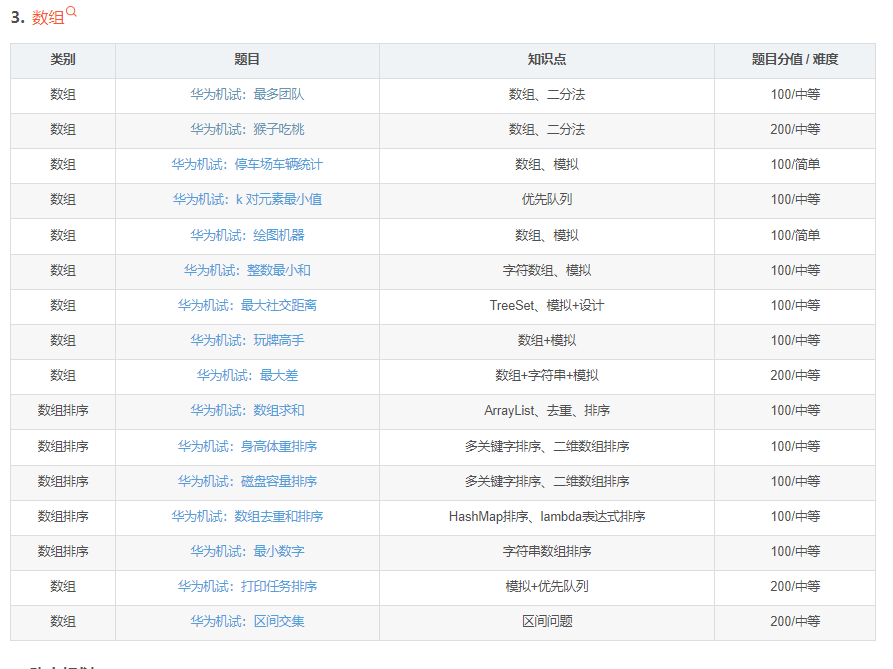 3. 数组
类别 题目 知识点 题目分值 / 难度
数组 华为机试：最多团队 数组、二分法 100/中等
数组 华为机试：猴子吃桃 数组、二分法 200/中等
数组 华为机试：停车场车辆统计 数组、模拟 100/简单
数组 华为机试：k 对元素最小值 优先队列 100/中等
数组 华为机试：绘图机器 数组、模拟 100/简单
数组 华为机试：整数最小和 字符数组、模拟 100/中等
数组 华为机试：最大社交距离 TreeSet、模拟+设计 100/中等
数组 华为机试：玩牌高手 数组+模拟 100/中等
数组 华为机试：最大差 数组+字符串+模拟 200/中等
数组排序 华为机试：数组求和 ArrayList、去重、排序 100/中等
数组排序 华为机试：身高体重排序 多关键字排序、二维数组排序 100/中等
数组排序 华为机试：磁盘容量排序 多关键字排序、二维数组排序 100/中等
数组排序 华为机试：数组去重和排序 HashMap排序、lambda表达式排序 100/中等
数组排序 华为机试：最小数字 字符串数组排序 100/中等
数组 华为机试：打印任务排序 模拟+优先队列 200/中等
数组 华为机试：区间交集 区间问题 200/中等